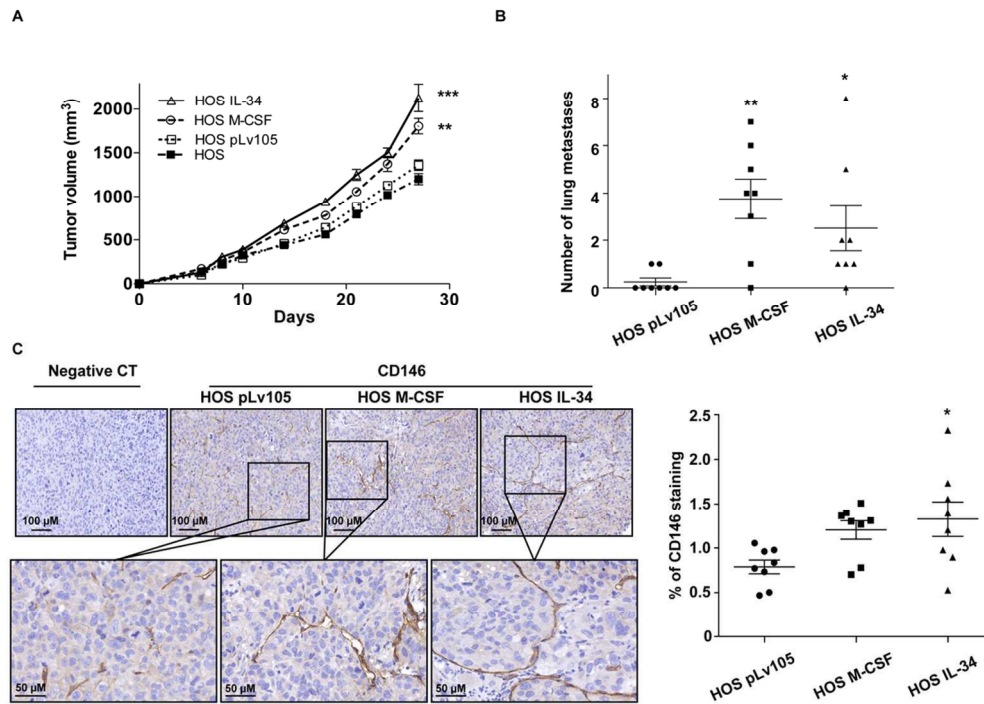 A
Tumor volume (mm³)
2000
1500
1000
500
0
HOS IL-34
HOS M-CSF
HOS pLv105
HOS
***
**
0
10
20
30
Days
B
Number of lung metastases
8
6
4
2
0
**
*
HOS pLv105
HOS M-CSF
HOS IL-34
C
Negative CT
CD146
HOS pLv105
HOS M-CSF
HOS IL-34
100 µM
100 µM
100 µM
100 µM
50 µM
50 µM
50 µM
% of CD146 staining
2.5
2.0
1.5
1.0
0.5
0
*
HOS pLv105
HOS M-CSF
HOS IL-34